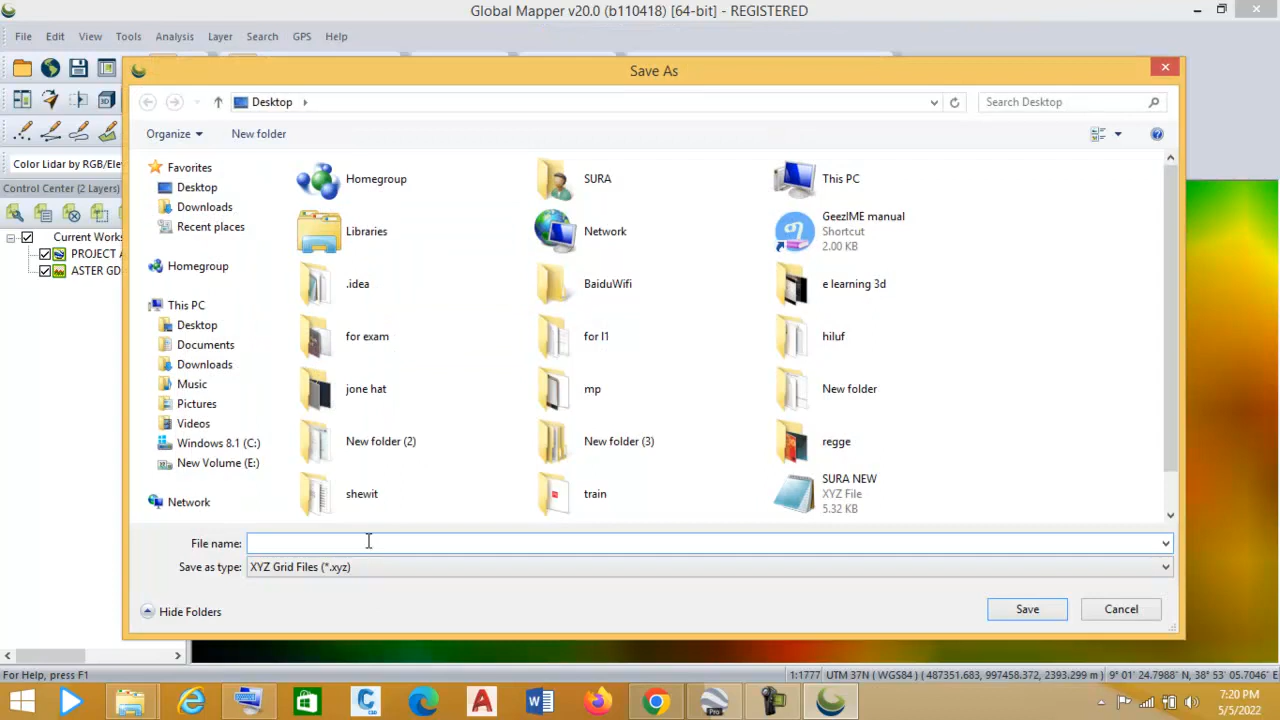 Global Mapper v20.0 (b110418) [64-bit] - REGISTERED
File Edit View Tools Analysis Layer Search GPS Help
Save As
Desktop
Search Desktop
Organize
New folder
Color Lidar by RGB/Elev
Control Center (2 Layers)
Current Works
PROJECT A
ASTER GD
Favorites
Desktop
Downloads
Recent places
Homegroup
This PC
Desktop
Documents
Downloads
Music
Pictures
Videos
Windows 8.1 (C:)
New Volume (E:)
Network
Homegroup
SURA
This PC
Libraries
Network
GeezIME manual
Shortcut
2.00 KB
.idea
BaiduWifi
e learning 3d
for exam
for l1
hiluf
jone hat
mp
New folder
New folder (2)
New folder (3)
regge
shewit
train
SURA NEW
XYZ File
5.32 KB
File name:
Save as type: XYZ Grid Files (*.xyz)
Hide Folders
Save
Cancel
For Help, press F1
1:1777 UTM 37N (WGS84) ( 487351.683, 997458.372, 2393.299 m ) 9° 01' 24.7988" N, 38° 53' 05.7046" E
Pro
7:20 PM
5/5/2022